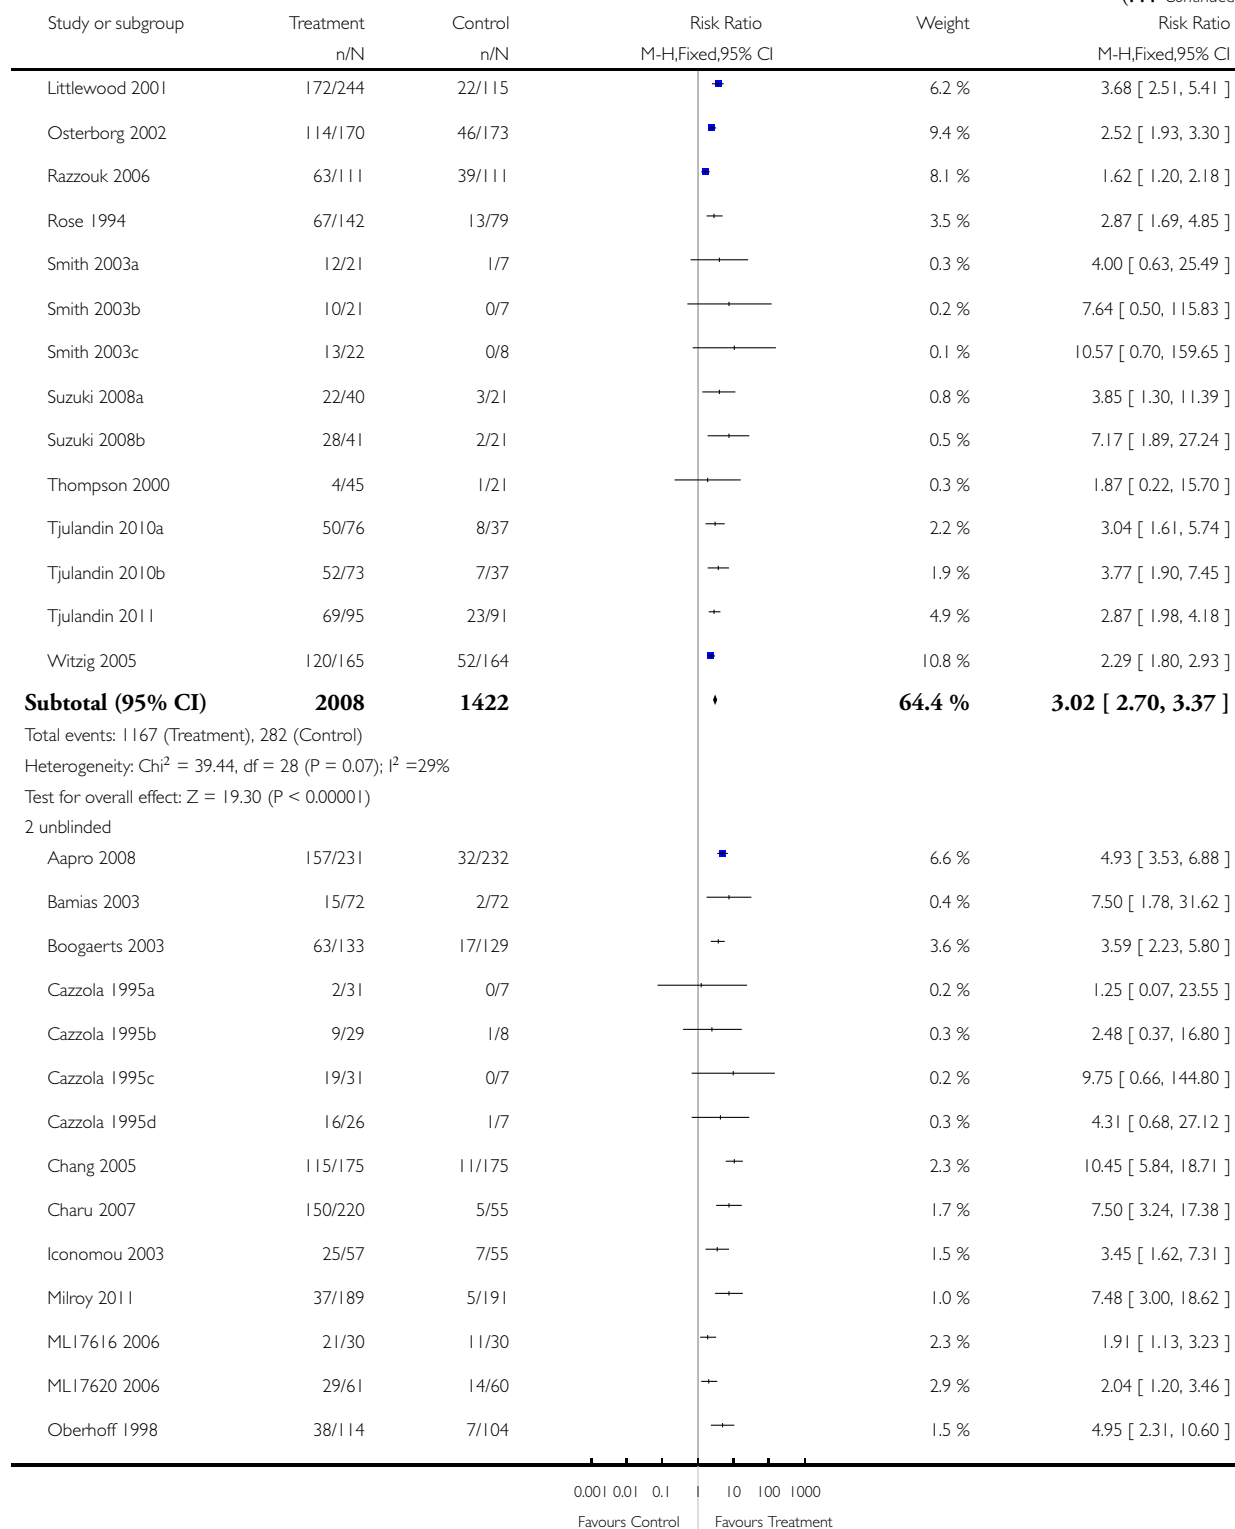 Study or subgroup Treatment Control Risk Ratio Weight Risk Ratio
n/N n/N M-H,Fixed,95% CI M-H,Fixed,95% CI
Littlewood 2001 172/244 22/115 6.2 % 3.68 [ 2.51, 5.41 ]
Osterborg 2002 114/170 46/173 9.4 % 2.52 [ 1.93, 3.30 ]
Razzouk 2006 63/111 39/111 8.1 % 1.62 [ 1.20, 2.18 ]
Rose 1994 67/142 13/79 3.5 % 2.87 [ 1.69, 4.85 ]
Smith 2003a 12/21 1/7 0.3 % 4.00 [ 0.63, 25.49 ]
Smith 2003b 10/21 0/7 0.2 % 7.64 [ 0.50, 115.83 ]
Smith 2003c 13/22 0/8 0.1 % 10.57 [ 0.70, 159.65 ]
Suzuki 2008a 22/40 3/21 0.8 % 3.85 [ 1.30, 11.39 ]
Suzuki 2008b 28/41 2/21 0.5 % 7.17 [ 1.89, 27.24 ]
Thompson 2000 4/45 1/21 0.3 % 1.87 [ 0.22, 15.70 ]
Tjulandin 2010a 50/76 8/37 2.2 % 3.04 [ 1.61, 5.74 ]
Tjulandin 2010b 52/73 7/37 1.9 % 3.77 [ 1.90, 7.45 ]
Tjulandin 2011 69/95 23/91 4.9 % 2.87 [ 1.98, 4.18 ]
Witzig 2005 120/165 52/164 10.8 % 2.29 [ 1.80, 2.93 ]
Subtotal (95% CI) 2008 1422 64.4 % 3.02 [ 2.70, 3.37 ]
Total events: 1167 (Treatment), 282 (Control)
Heterogeneity: Chi² = 39.44, df = 28 (P = 0.07); I² =29%
Test for overall effect: Z = 19.30 (P < 0.00001)
2 unblinded
Aapro 2008 157/231 32/232 6.6 % 4.93 [ 3.53, 6.88 ]
Bamias 2003 15/72 2/72 0.4 % 7.50 [ 1.78, 31.62 ]
Boogaerts 2003 63/133 17/129 3.6 % 3.59 [ 2.23, 5.80 ]
Cazzola 1995a 2/31 0/7 0.2 % 1.25 [ 0.07, 23.55 ]
Cazzola 1995b 9/29 1/8 0.3 % 2.48 [ 0.37, 16.80 ]
Cazzola 1995c 19/31 0/7 0.2 % 9.75 [ 0.66, 144.80 ]
Cazzola 1995d 16/26 1/7 0.3 % 4.31 [ 0.68, 27.12 ]
Chang 2005 115/175 11/175 2.3 % 10.45 [ 5.84, 18.71 ]
Charu 2007 150/220 5/55 1.7 % 7.50 [ 3.24, 17.38 ]
Iconomou 2003 25/57 7/55 1.5 % 3.45 [ 1.62, 7.31 ]
Milroy 2011 37/189 5/191 1.0 % 7.48 [ 3.00, 18.62 ]
ML17616 2006 21/30 11/30 2.3 % 1.91 [ 1.13, 3.23 ]
ML17620 2006 29/61 14/60 2.9 % 2.04 [ 1.20, 3.46 ]
Oberhoff 1998 38/114 7/104 1.5 % 4.95 [ 2.31, 10.60 ]
0.001 0.01 0.1 1 10 100 1000
Favours Control Favours Treatment